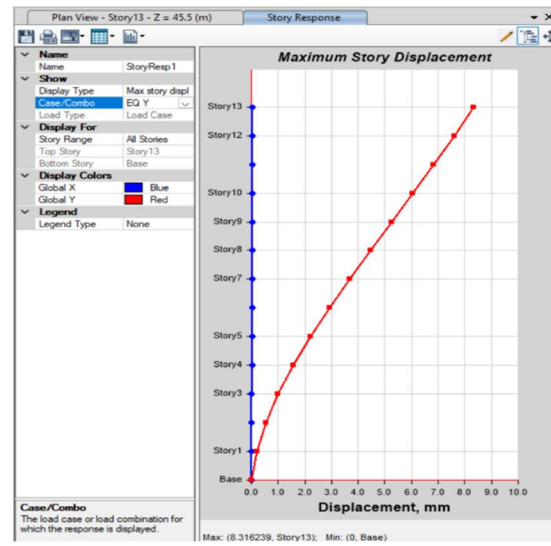 Plan View - Story13 - Z = 45.5 (m)
Story Response
Name
Name StoryResp1
Show
Display Type Max story displ
Case/Combo EQ Y
Load Type Load Case
Display For
Story Range All Stories
Top Story Story13
Bottom Story Base
Display Colors
Global X Blue
Global Y Red
Legend
Legend Type None
Case/Combo
The load case or load combination for
which the response is displayed.
Maximum Story Displacement
Story13
Story12
Story10
Story9
Story8
Story7
Story5
Story4
Story3
Story1
Base
0.0 1.0 2.0 3.0 4.0 5.0 6.0 7.0 8.0 9.0 10.0
Displacement, mm
Max: (8.316239, Story13); Min: (0, Base)